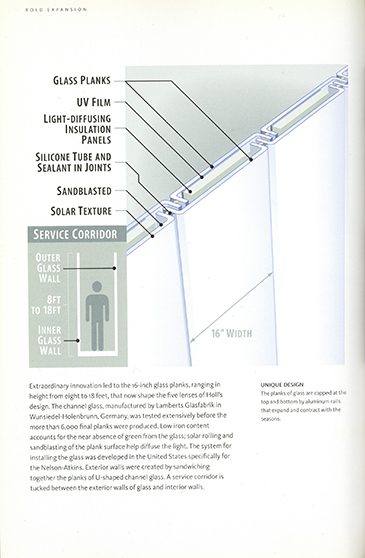 BOLD EXPANSION
GLASS PLANKS
UV FILM
LIGHT-DIFFUSING
INSULATION
PANELS
SILICONE TUBE AND
SEALANT IN JOINTS
SANDBLASTED
SOLAR TEXTURE
SERVICE CORRIDOR
OUTER
GLASS
WALL
8FT
TO 18FT
INNER
GLASS
WALL
16" WIDTH
Extraordinary innovation led to the 16-inch glass planks, ranging in
height from eight to 18 feet, that now shape the five lenses of Holl's
design. The channel glass, manufactured by Lamberts Glasfabrik in
Wunsiedel-Holenbrunn, Germany, was tested extensively before the
more than 6,000 final planks were produced. Low iron content
accounts for the near absence of green from the glass; solar rolling and
sandblasting of the plank surface help diffuse the light. The system for
installing the glass was developed in the United States specifically for
the Nelson-Atkins. Exterior walls were created by sandwiching
together the planks of U-shaped channel glass. A service corridor is
tucked between the exterior walls of glass and interior walls.
UNIQUE DESIGN
The planks of glass are capped at the
top and bottom by aluminum rails
that expand and contract with the
seasons.